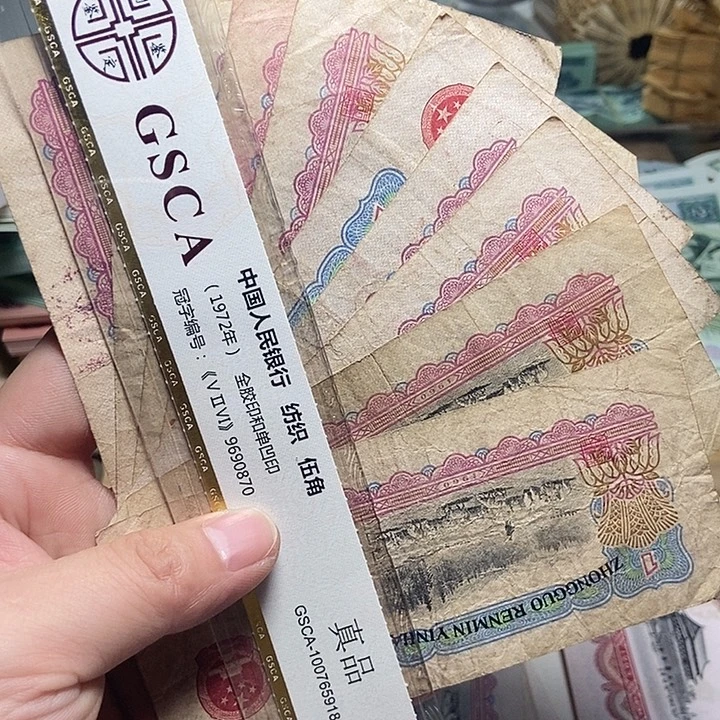 GSCA
中国人民银行 纺织 伍角
(1972年) 全胶印和单凹印
冠字编号:《VⅡVI》9690870
真品
GSCA-100765918
ZHONGGUO RENMIN YINHA